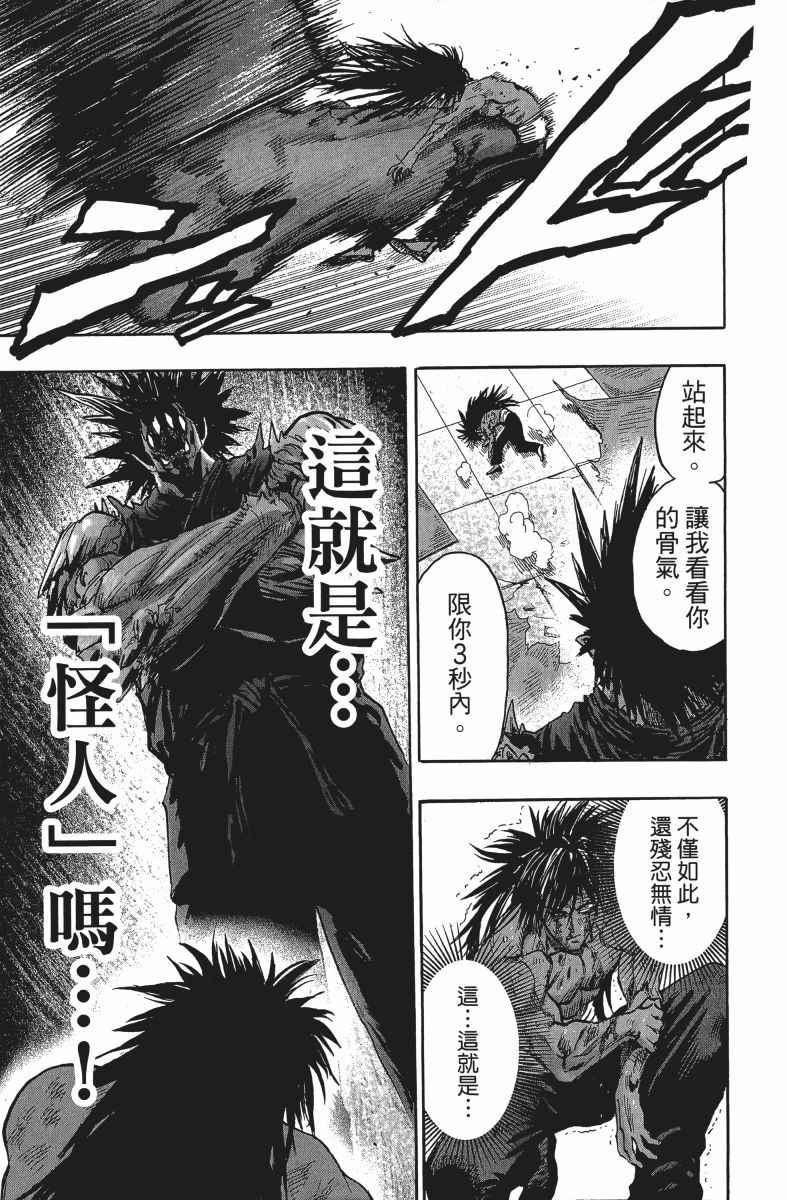 站起來。
讓我看看你
的骨氣。
限你3秒內。
不僅如此，
還殘忍無情…
這…這就是…
這就是…
『怪人』嗎…！